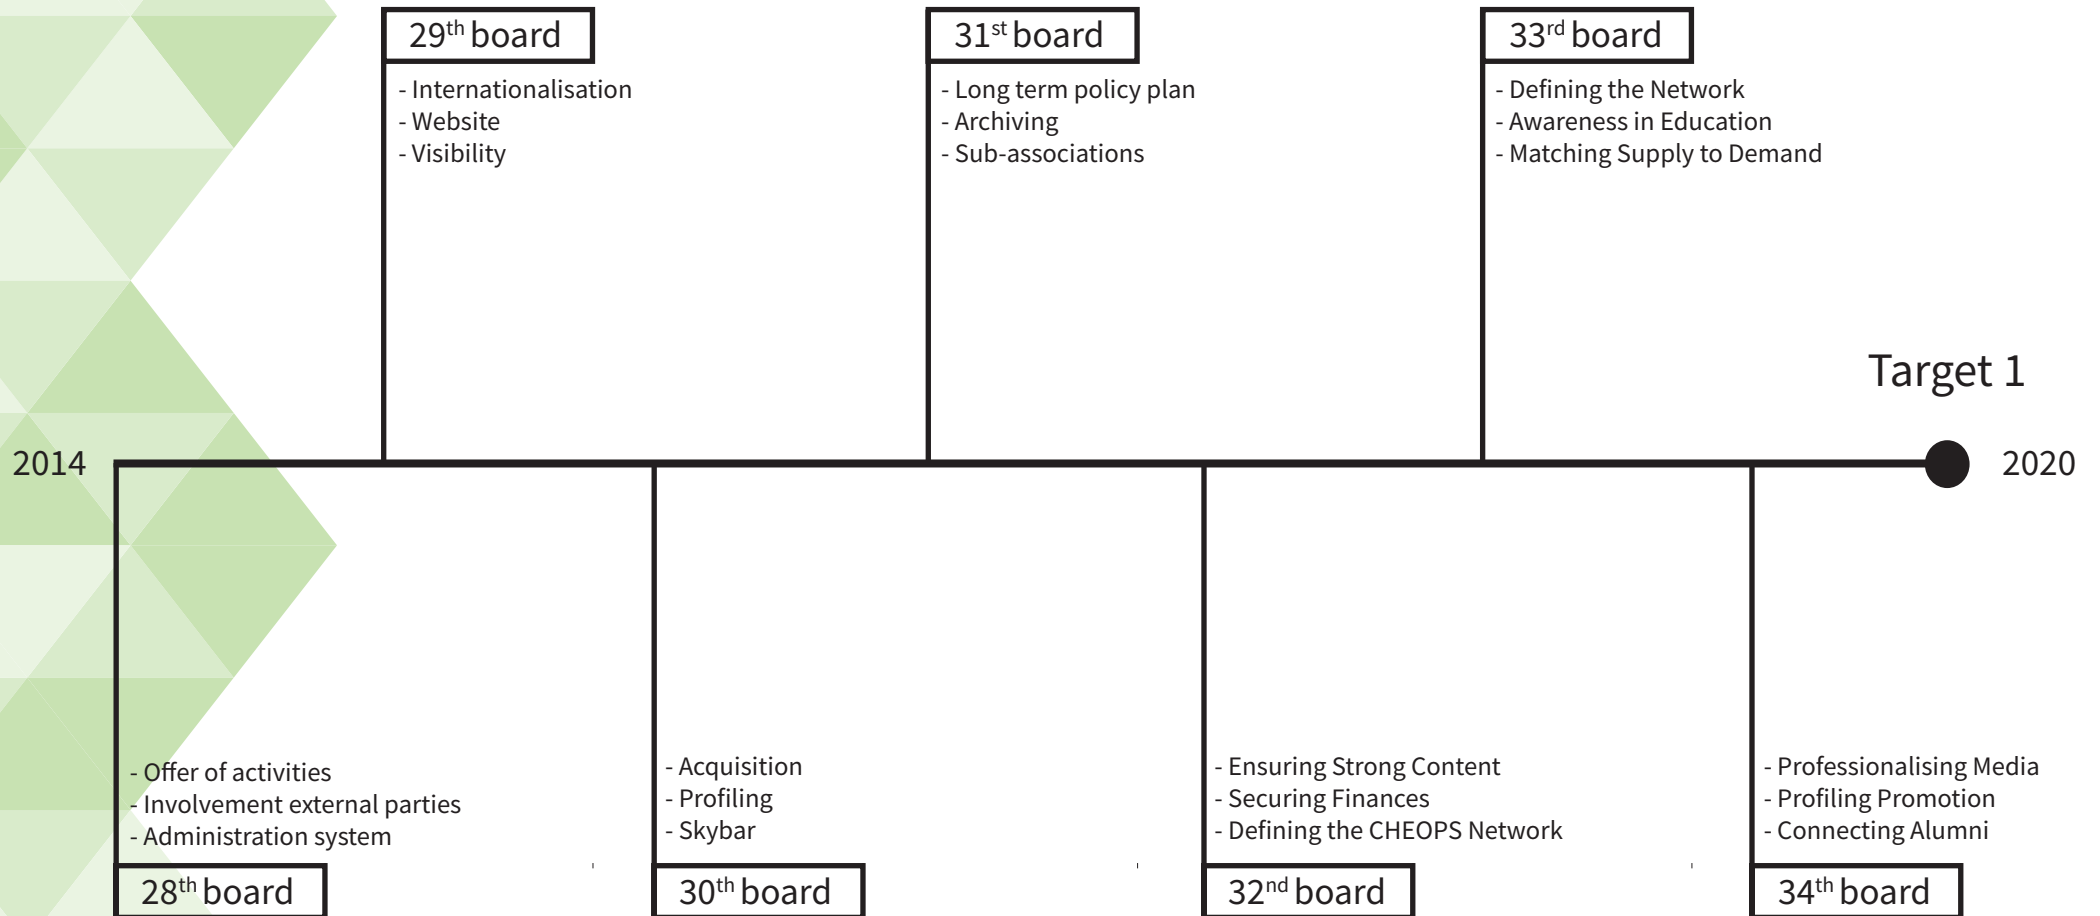 29th board
- Internationalisation
- Website
- Visibility
31st board
- Long term policy plan
- Archiving
- Sub-associations
33rd board
- Defining the Network
- Awareness in Education
- Matching Supply to Demand
Target 1
2014
2020
- Offer of activities
- Involvement external parties
- Administration system
28th board
- Acquisition
- Profiling
- Skybar
30th board
- Ensuring Strong Content
- Securing Finances
- Defining the CHEOPS Network
32nd board
- Professionalising Media
- Profiling Promotion
- Connecting Alumni
34th board